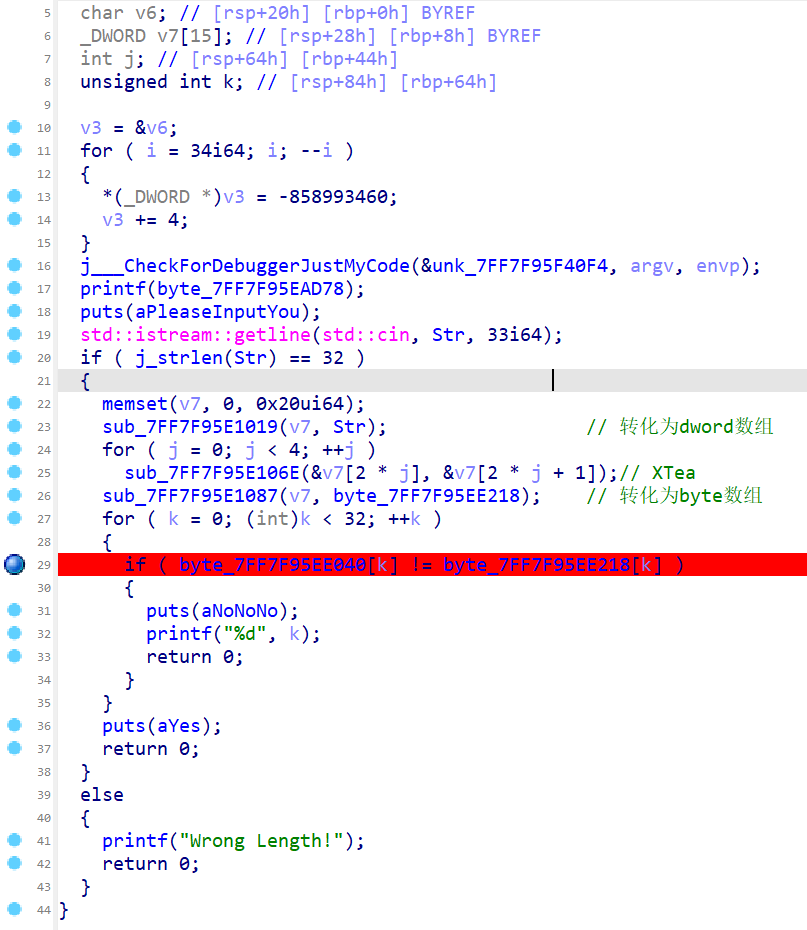 5 char v6; // [rsp+20h] [rbp+0h] BYREF
6 _DWORD v7[15]; // [rsp+28h] [rbp+8h] BYREF
7 int j; // [rsp+64h] [rbp+44h]
8 unsigned int k; // [rsp+84h] [rbp+64h]
9
10 v3 = &v6;
11 for ( i = 34i64; i; --i )
12 {
13 *(_DWORD *)v3 = -858993460;
14 v3 += 4;
15 }
16 j___CheckForDebuggerJustMyCode(&unk_7FF7F95F40F4, argv, envp);
17 printf(byte_7FF7F95EAD78);
18 puts(aPleaseInputYou);
19 std::istream::getline(std::cin, Str, 33i64);
20 if ( j_strlen(Str) == 32 )
21 {
22 memset(v7, 0, 0x20ui64);
23 sub_7FF7F95E1019(v7, Str); // 转化为dword数组
24 for ( j = 0; j < 4; ++j )
25 sub_7FF7F95E106E(&v7[2 * j], &v7[2 * j + 1]);// XTea
26 sub_7FF7F95E1087(v7, byte_7FF7F95EE218); // 转化为byte数组
27 for ( k = 0; (int)k < 32; ++k )
28 {
29 if ( byte_7FF7F95EE040[k] != byte_7FF7F95EE218[k] )
30 {
31 puts(aNoNoNo);
32 printf("%d", k);
33 return 0;
34 }
35 }
36 puts(aYes);
37 return 0;
38 }
39 else
40 {
41 printf("Wrong Length!");
42 return 0;
43 }
44 }